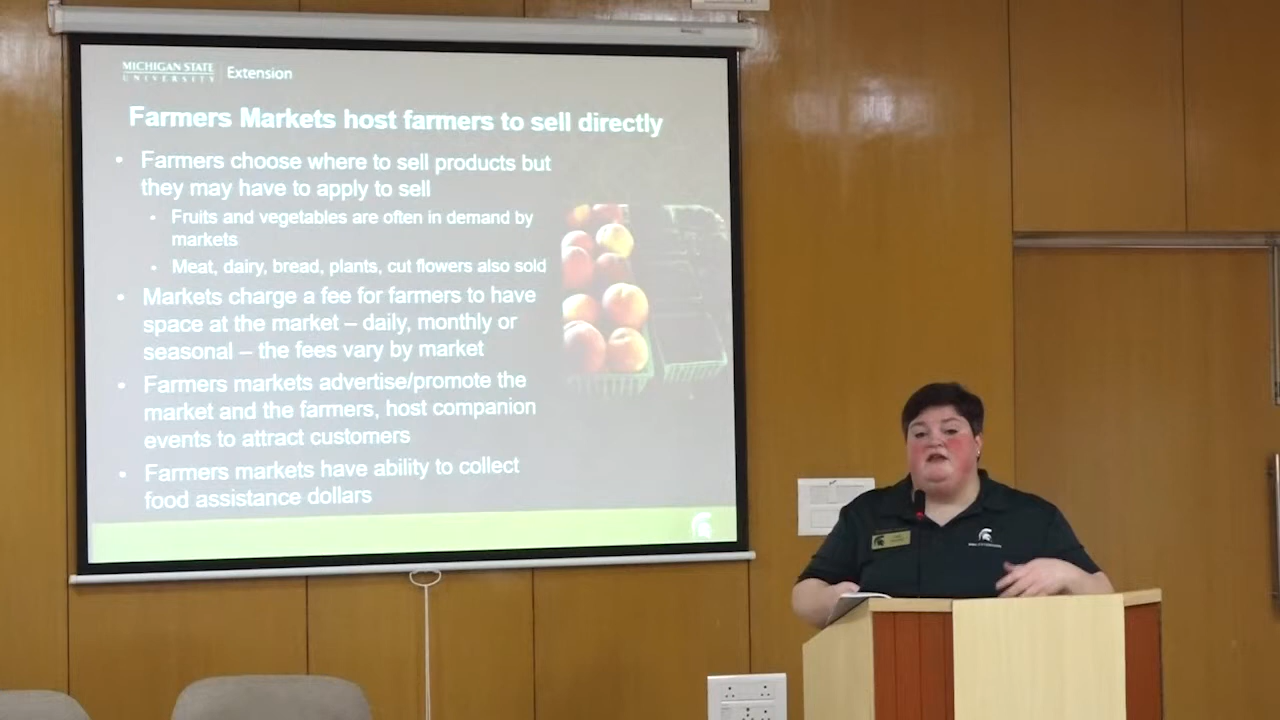 MICHIGAN STATE
UNIVERSITY
Extension
Farmers Markets host farmers to sell directly
• Farmers choose where to sell products but
they may have to apply to sell
• Fruits and vegetables are often in demand by
markets
• Meat, dairy, bread, plants, cut flowers also sold
• Markets charge a fee for farmers to have
space at the market – daily, monthly or
seasonal – the fees vary by market
• Farmers markets advertise/promote the
market and the farmers, host companion
events to attract customers
• Farmers markets have ability to collect
food assistance dollars